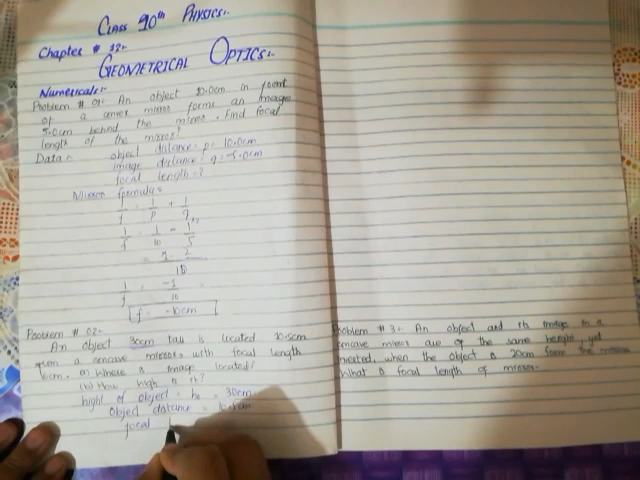 CLASS 10th PHYSICS:-
Chapter # 12:-
GEOMETRICAL OPTICS:-
Numericals:-
Problem # 01:- An object 10.0cm in front
of a convex mirror forms an image
5.0cm behind the mirror. Find focal
length of the mirror?
Data:- object distance = p = 10.0cm
image distance = q = -5.0cm
focal length = ?
Mirror formula:
1/f = 1/p + 1/q
1/f = 1/10 - 1/5
= 1 - 2
10
1/f = -1/10
f = -10cm
Problem # 02:-
An object 30cm tall is located 10.5cm
from a concave mirror with focal length
16cm. a) Where is image located?
(b) How high is it?
hight of object = ho = 30cm
Object distance = 10.5cm
focal
Problem # 3:- An object and its image in a
concave mirror are of the same height, yet
inverted, when the object is 20cm from the mirror
What is focal length of mirror.